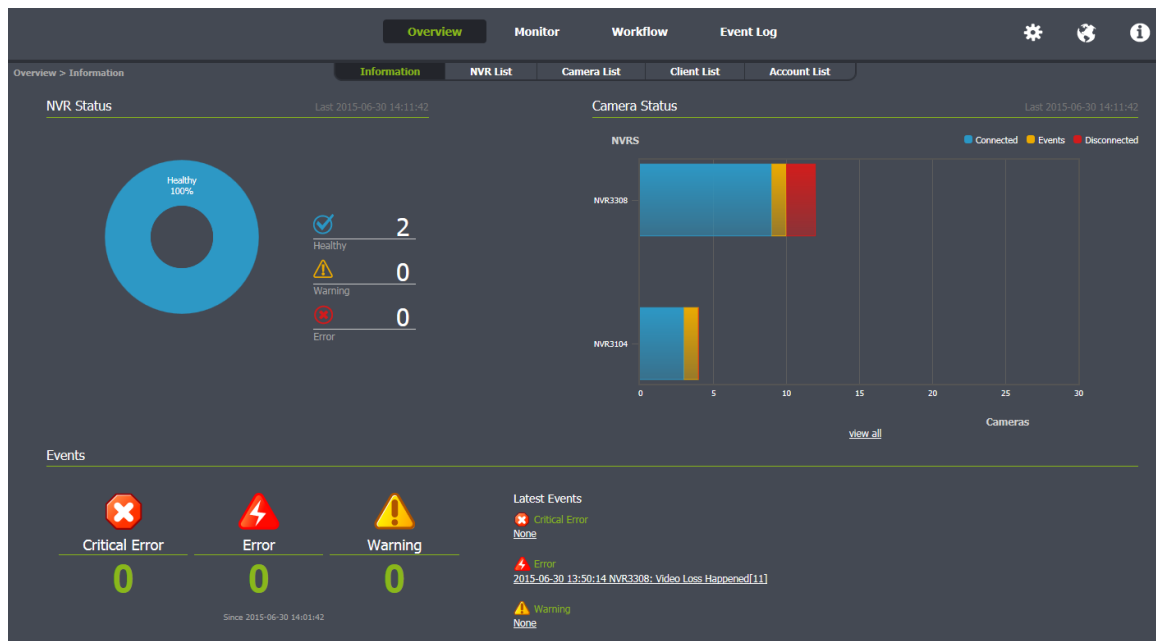 Overview Monitor Workflow Event Log
Overview > Information
Information NVR List Camera List Client List Account List
NVR Status Last 2015-06-30 14:11:42
Healthy
100%
2
Healthy
0
Warning
0
Error
Camera Status Last 2015-06-30 14:11:42
NVRS
Connected Events Disconnected
NVR3308
NVR3104
0 5 10 15 20 25 30
Cameras
view all
Events
Critical Error Error Warning
0 0 0
Since 2015-06-30 14:01:42
Latest Events
Critical Error
None
Error
2015-06-30 13:50:14 NVR3308: Video Loss Happened[11]
Warning
None